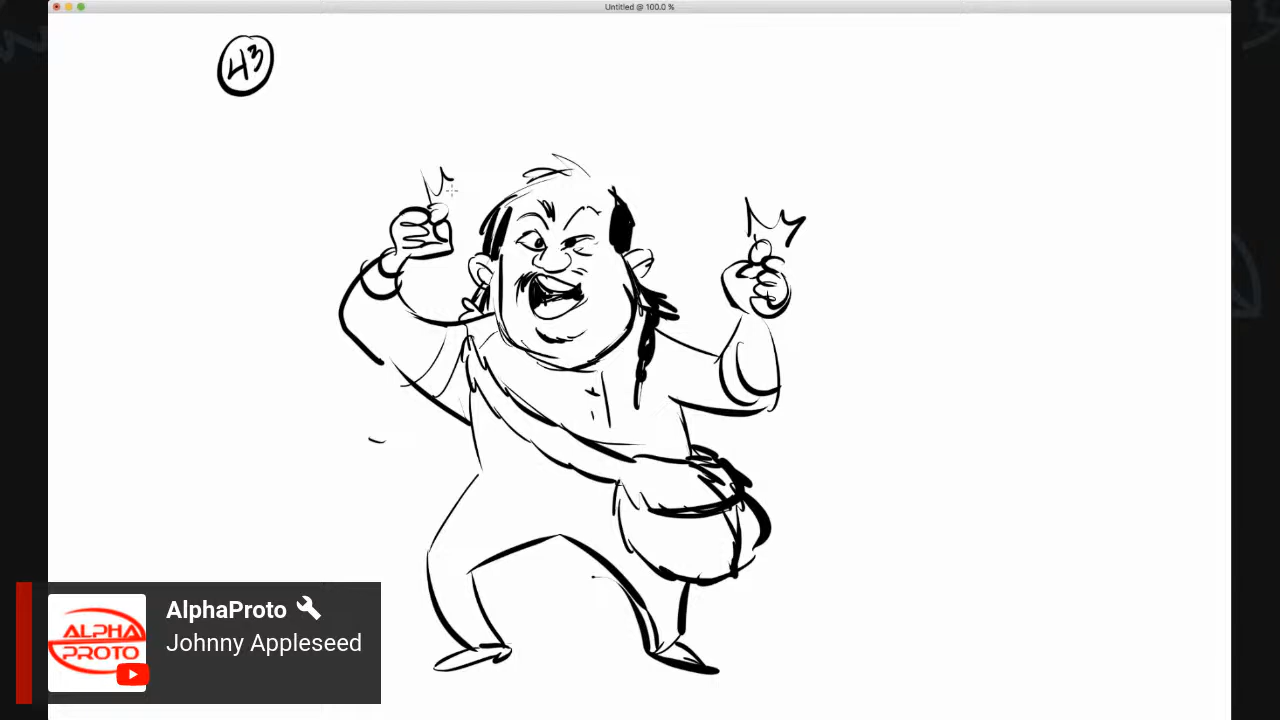 Untitled @ 100.0 %
43
AlphaProto
Johnny Appleseed
ALPHA
PROTO